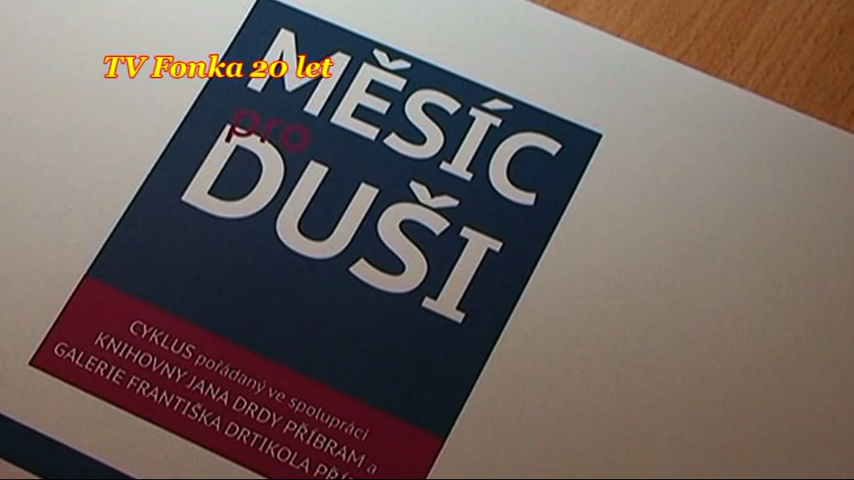 TV Fonka 20 let
MĚSÍC
pro
DUŠI
CYKLUS pořádaný ve spolupráci
KNIHOVNY JANA DRDY PŘÍBRAM a
GALERIE FRANTIŠKA DRTIKOLA